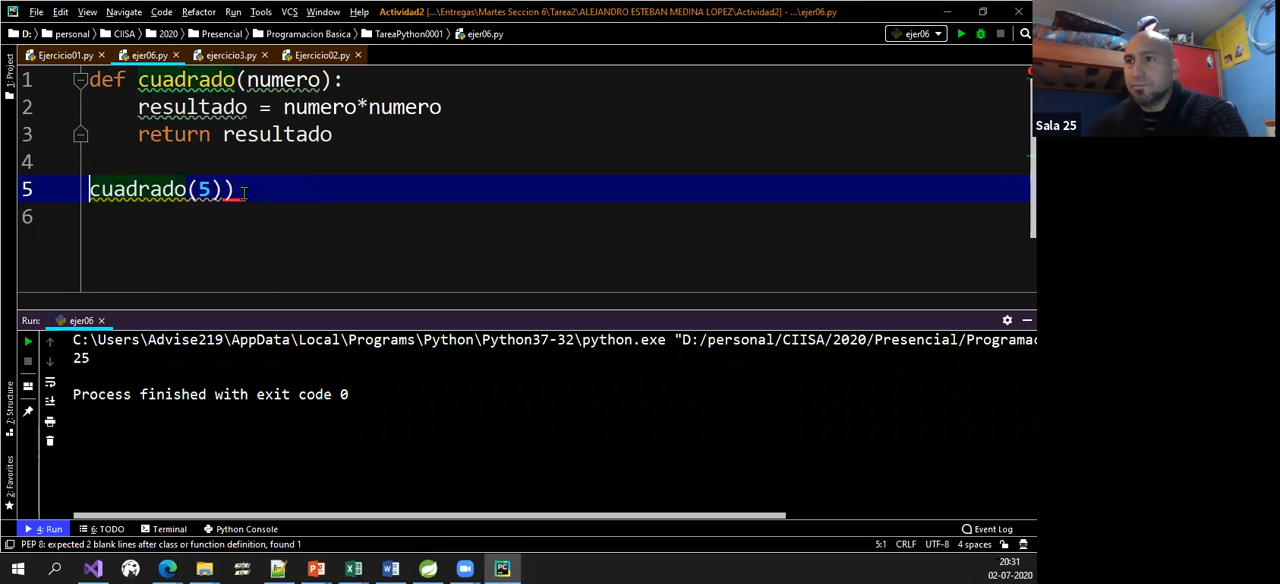 File Edit View Navigate Code Refactor Run Tools VCS Window Help Actividad2 [...\Entregas\Martes Seccion 6\Tarea2\ALEJANDRO ESTEBAN MEDINA LOPEZ\Actividad2] - ...\ejer06.py
D: personal CIISA 2020 Presencial Programacion Basica TareaPython0001 ejer06.py ejer06
Ejercicio01.py ejer06.py ejercicio3.py Ejercicio02.py
1: Project
1 def cuadrado(numero):
2 resultado = numero*numero
3 return resultado
4
5 cuadrado(5))
6
Sala 25
Run: ejer06
C:\Users\Advise219\AppData\Local\Programs\Python\Python37-32\python.exe "D:/personal/CIISA/2020/Presencial/Programac
25
Process finished with exit code 0
7: Structure
2: Favorites
4: Run 6: TODO Terminal Python Console Event Log
PEP 8: expected 2 blank lines after class or function definition, found 1 5:1 CRLF UTF-8 4 spaces
20:31
02-07-2020